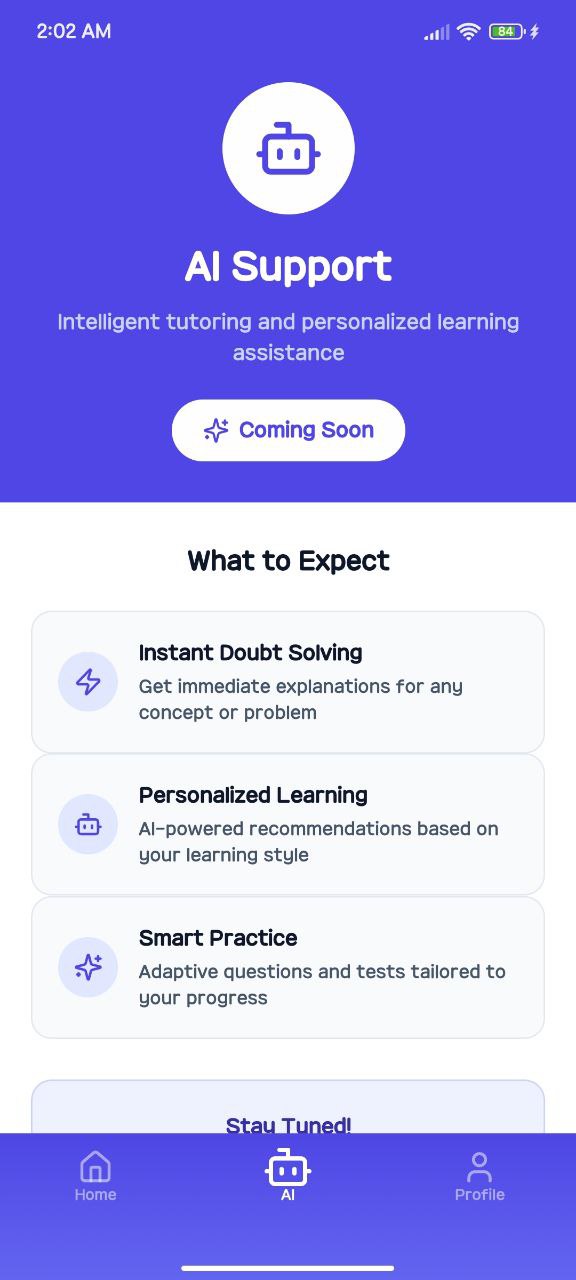 2:02 AM
84
AI Support
Intelligent tutoring and personalized learning
assistance
Coming Soon
What to Expect
Instant Doubt Solving
Get immediate explanations for any
concept or problem
Personalized Learning
AI-powered recommendations based on
your learning style
Smart Practice
Adaptive questions and tests tailored to
your progress
Stay Tuned!
Home
AI
Profile